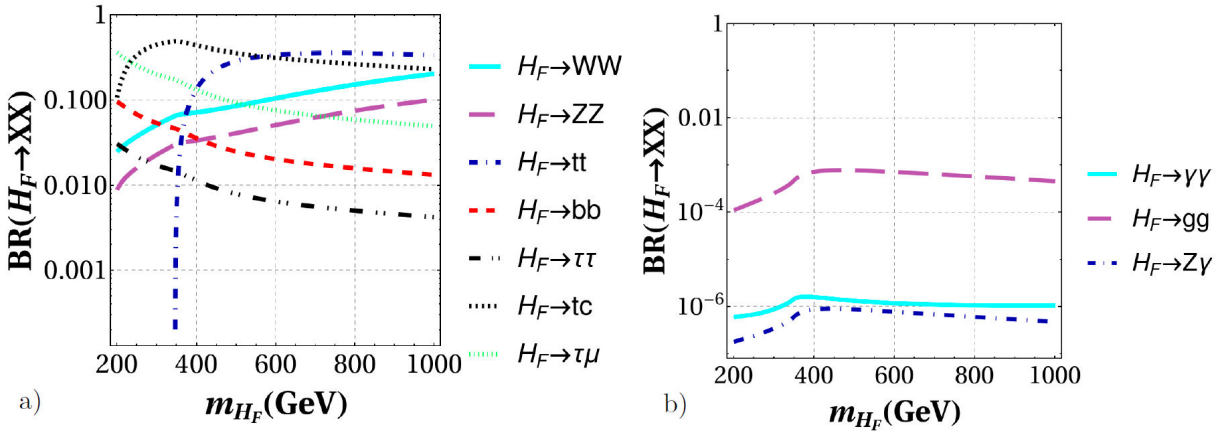 BR(H_F→XX)
1
0.100
0.010
0.001
200
400
600
800
1000
m_{H_F}(GeV)
a)
H_F→WW
H_F→ZZ
H_F→tt
H_F→bb
H_F→ττ
H_F→tc
H_F→τμ
BR(H_F→XX)
1
0.01
10^{-4}
10^{-6}
200
400
600
800
1000
m_{H_F}(GeV)
b)
H_F→γγ
H_F→gg
H_F→Zγ